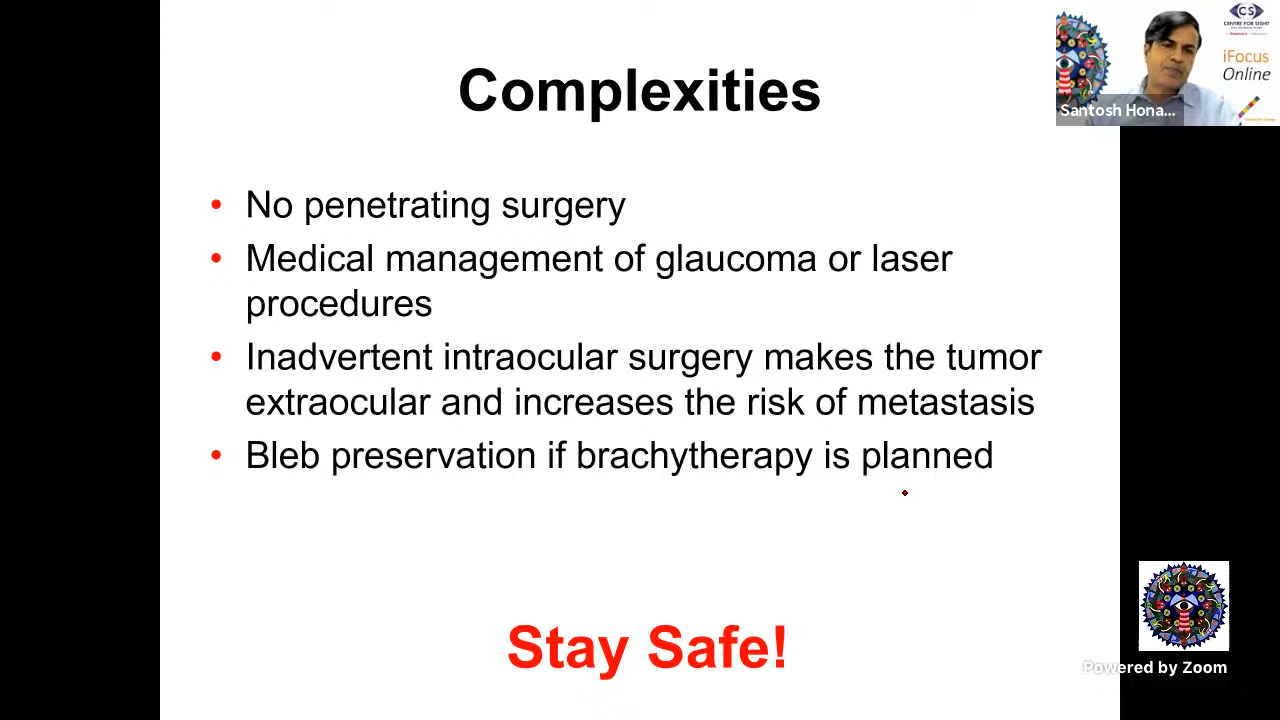 Complexities
• No penetrating surgery
• Medical management of glaucoma or laser
procedures
• Inadvertent intraocular surgery makes the tumor
extraocular and increases the risk of metastasis
• Bleb preservation if brachytherapy is planned
Stay Safe!
CS
CENTRE FOR SIGHT
iFocus
Online
Santosh Hona...
Powered by Zoom